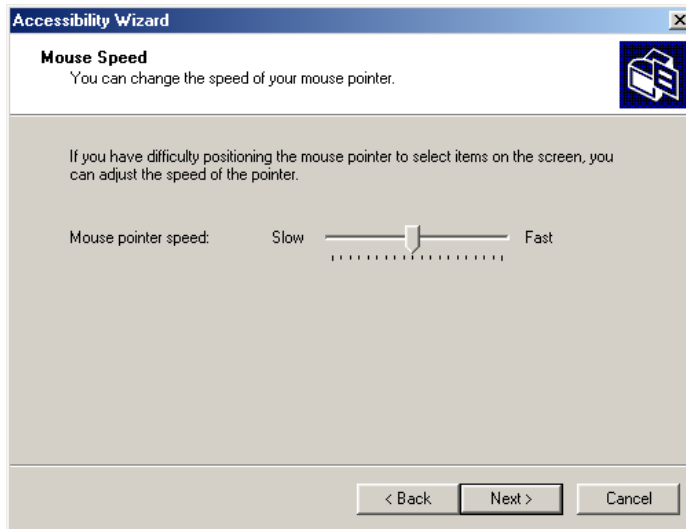 Accessibility Wizard
Mouse Speed
You can change the speed of your mouse pointer.
If you have difficulty positioning the mouse pointer to select items on the screen, you
can adjust the speed of the pointer.
Mouse pointer speed: Slow Fast
< Back Next > Cancel